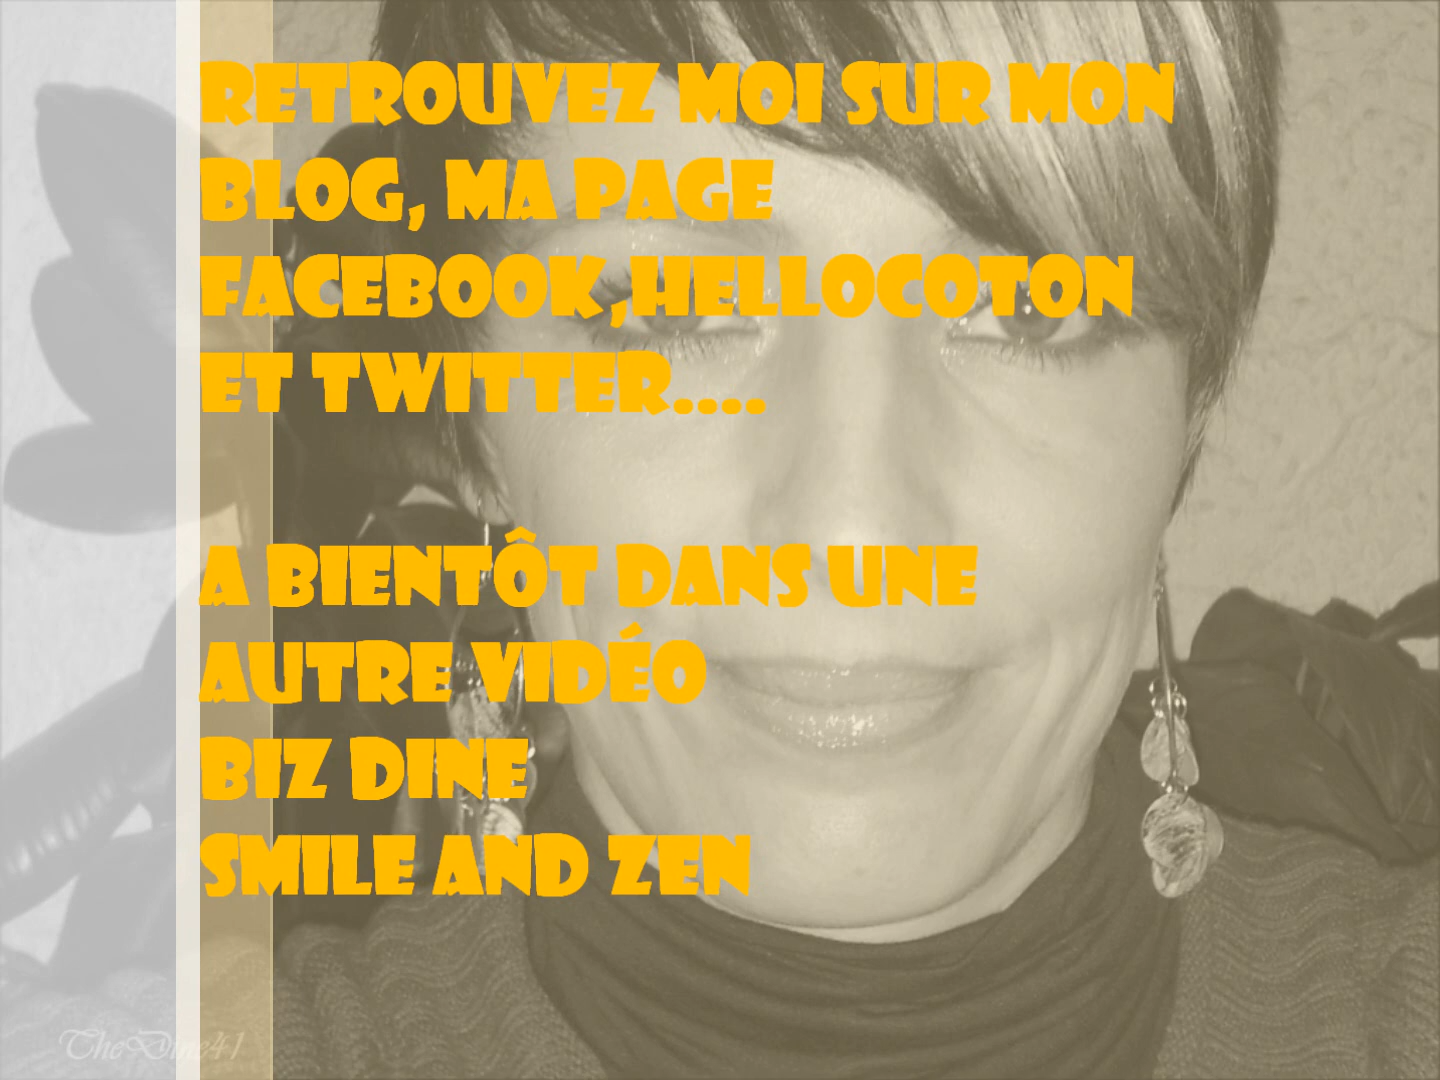 RETROUVEZ MOI SUR MON
BLOG, MA PAGE
FACEBOOK,HELLOCOTON
ET TWITTER....
A BIENTÔT DANS UNE
AUTRE VIDÉO
BIZ DINE
SMILE AND ZEN
TheDine41